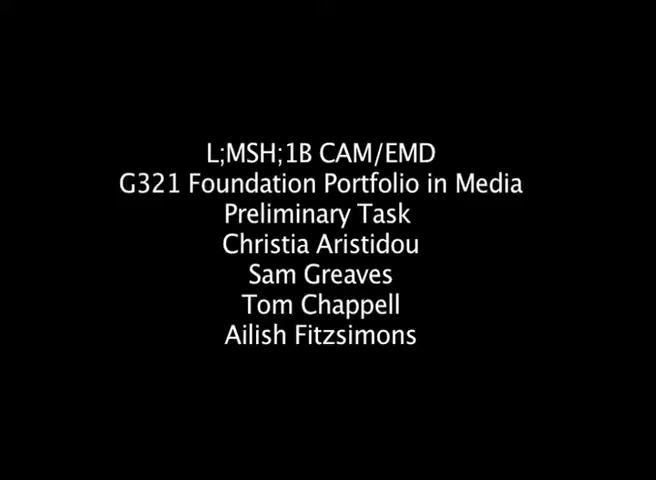 L;MSH;1B CAM/EMD
G321 Foundation Portfolio in Media
Preliminary Task
Christia Aristidou
Sam Greaves
Tom Chappell
Ailish Fitzsimons